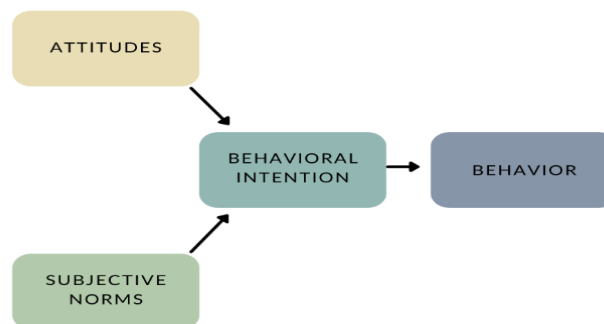 ATTITUDES
BEHAVIORAL
INTENTION
BEHAVIOR
SUBJECTIVE
NORMS